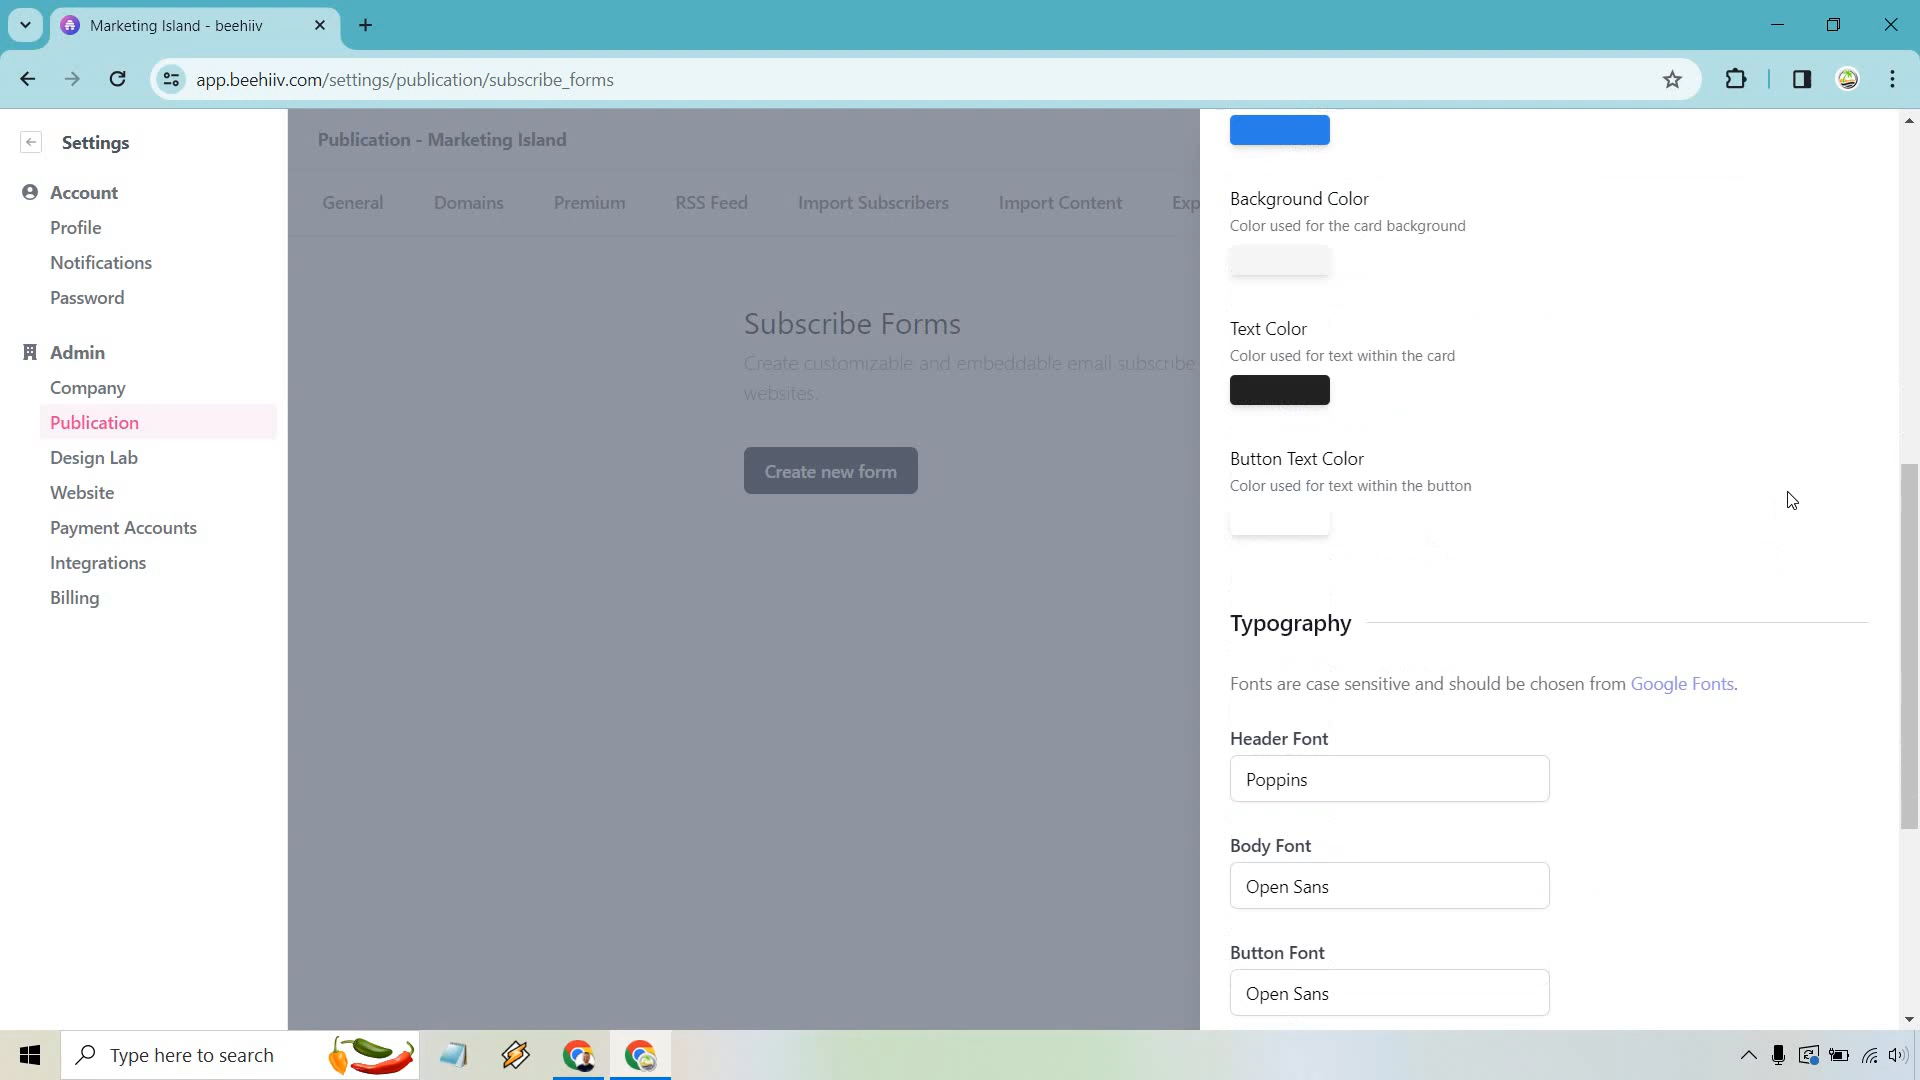 Marketing Island - beehiiv
app.beehiiv.com/settings/publication/subscribe_forms
Settings
Account
Profile
Notifications
Password
Admin
Company
Publication
Design Lab
Website
Payment Accounts
Integrations
Billing
Publication - Marketing Island
General Domains Premium RSS Feed Import Subscribers Import Content Exp
Subscribe Forms
Create customizable and embeddable email subscribe
websites.
Create new form
Background Color
Color used for the card background
Text Color
Color used for text within the card
Button Text Color
Color used for text within the button
Typography
Fonts are case sensitive and should be chosen from Google Fonts.
Header Font
Poppins
Body Font
Open Sans
Button Font
Open Sans
Type here to search